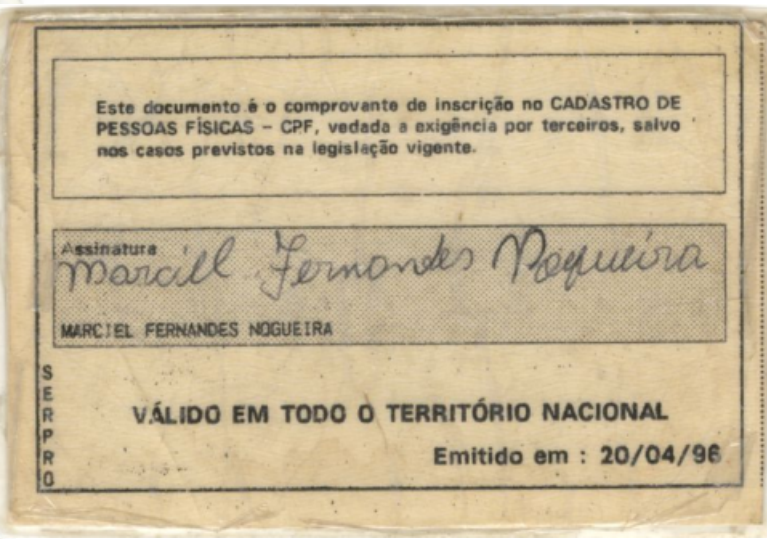 Este documento é o comprovante de inscrição no CADASTRO DE
PESSOAS FÍSICAS - CPF, vedada a exigência por terceiros, salvo
nos casos previstos na legislação vigente.
Assinatura
Marciel Fernandes Nogueira
MARCIEL FERNANDES NOGUEIRA
SERPRO
VÁLIDO EM TODO O TERRITÓRIO NACIONAL
Emitido em : 20/04/96